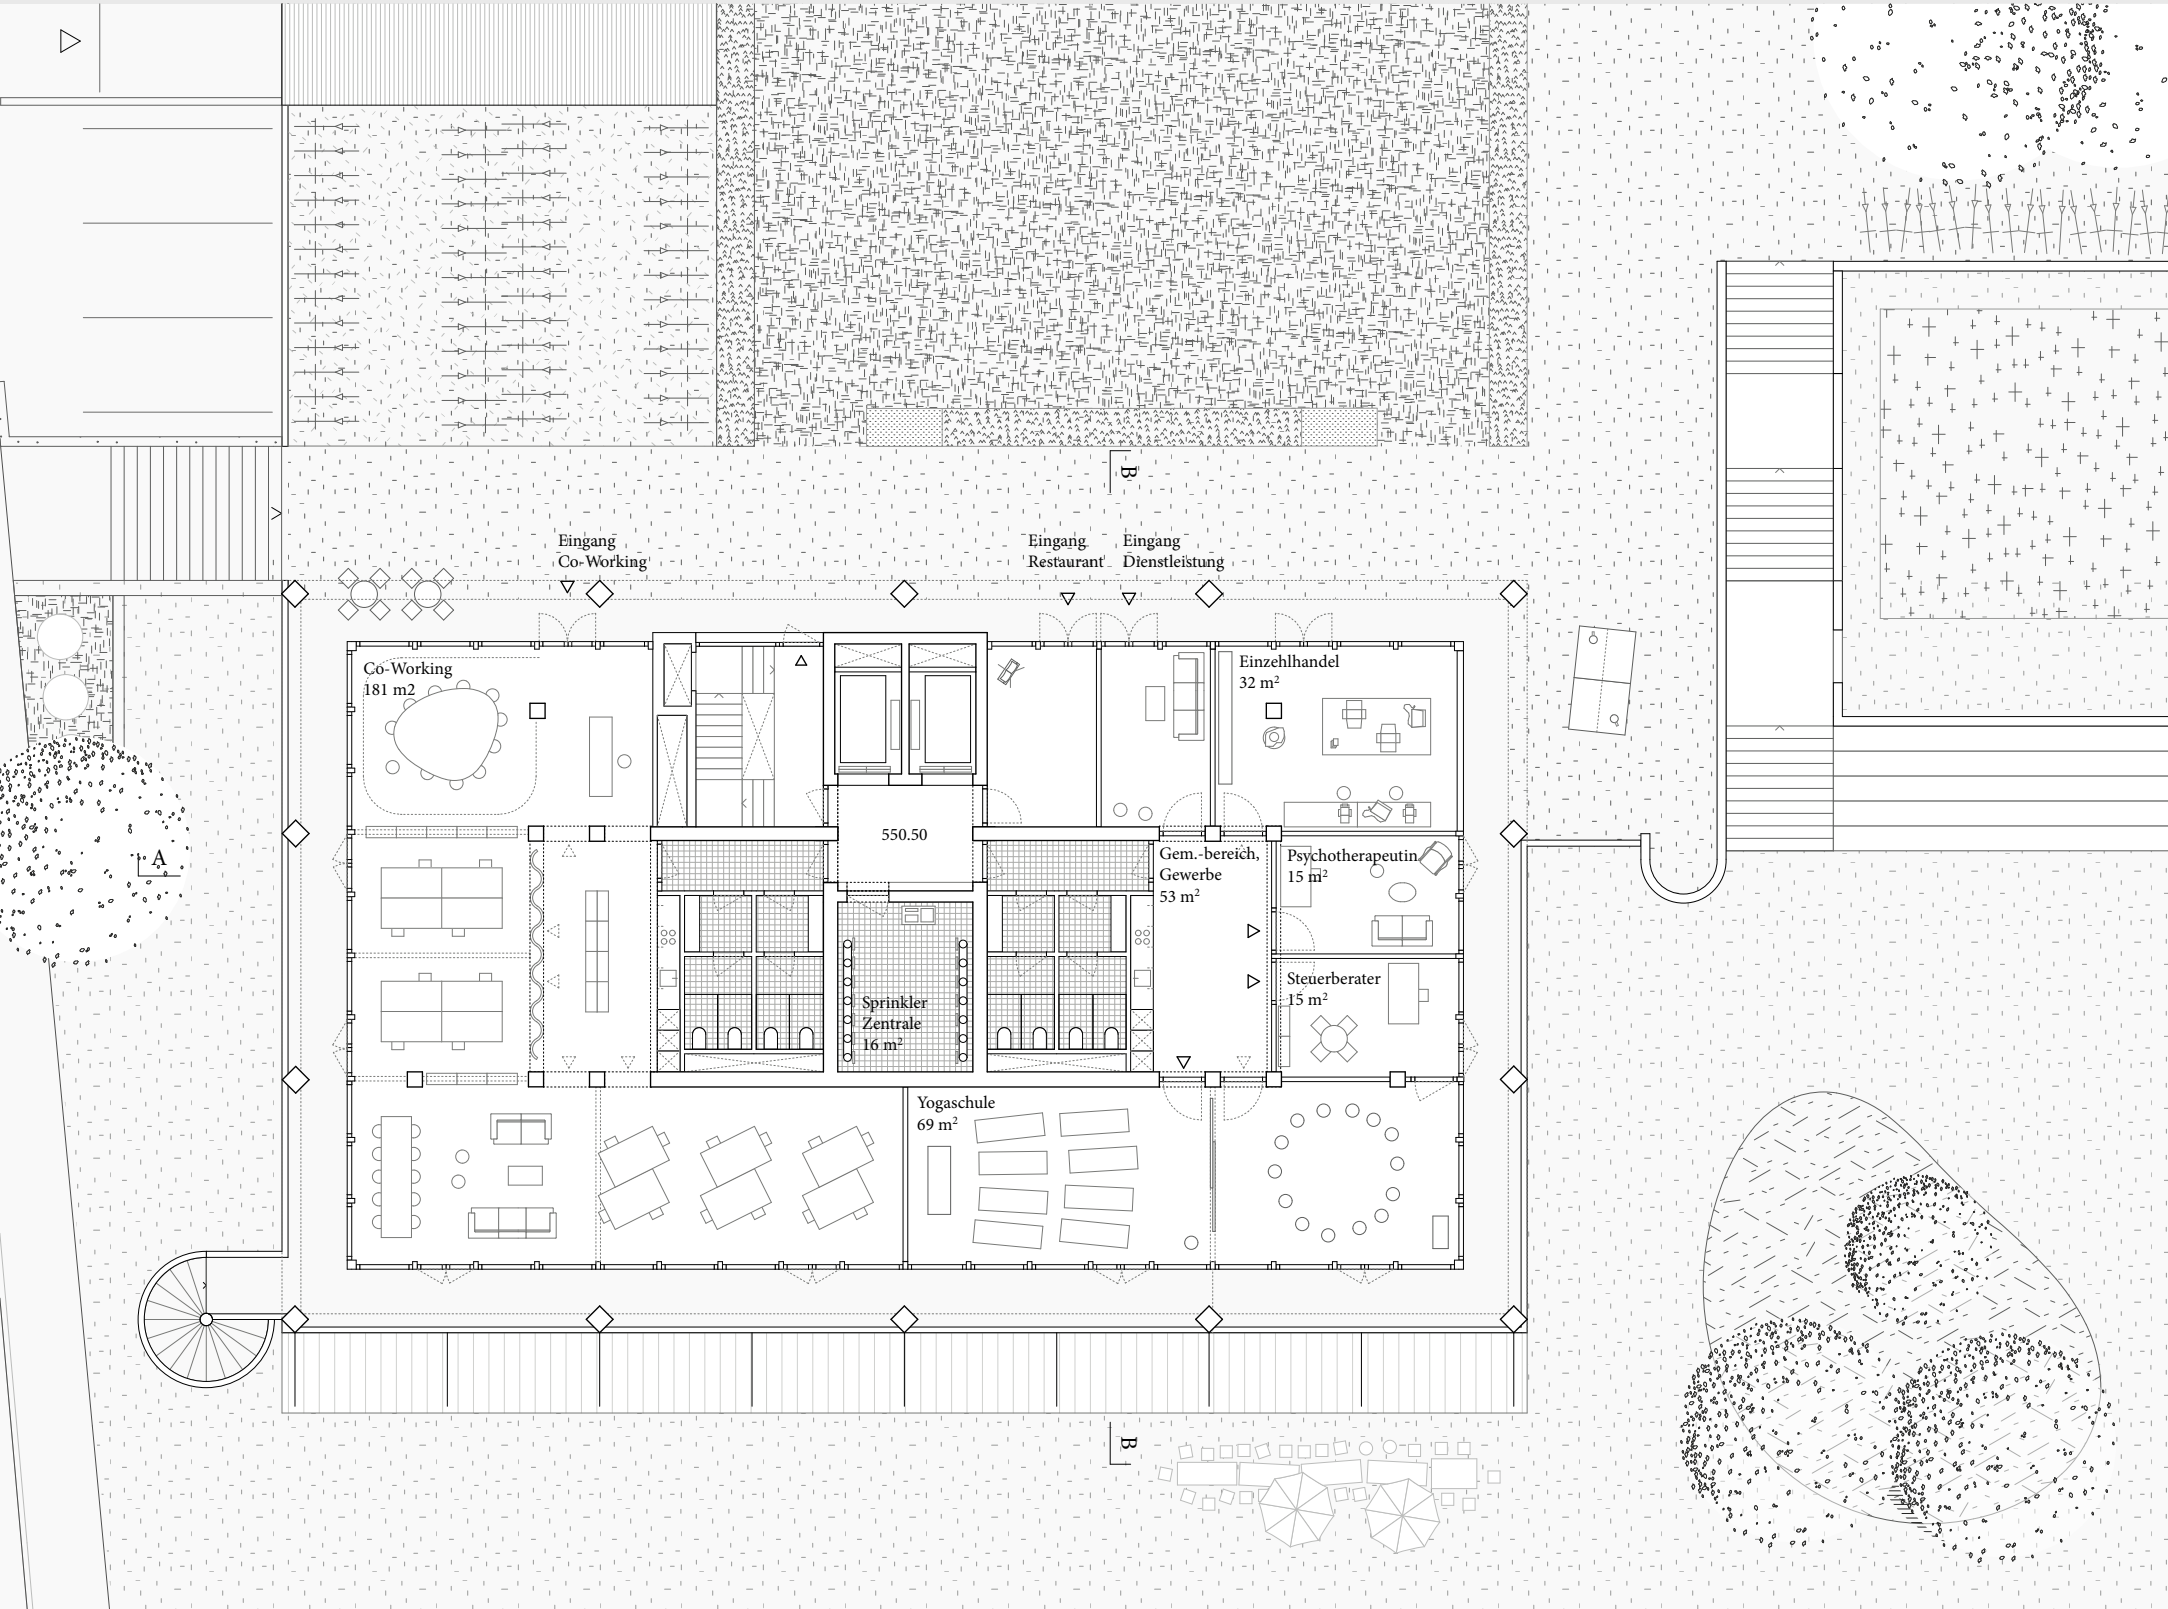 B
Eingang
Co-Working
Eingang
Restaurant
Eingang
Dienstleistung
Co-Working
181 m2
Einzehlhandel
32 m²
550.50
A
Gem.-bereich,
Gewerbe
53 m²
Psychotherapeutin
15 m²
Steuerberater
15 m²
Sprinkler
Zentrale
16 m²
Yogaschule
69 m²
B